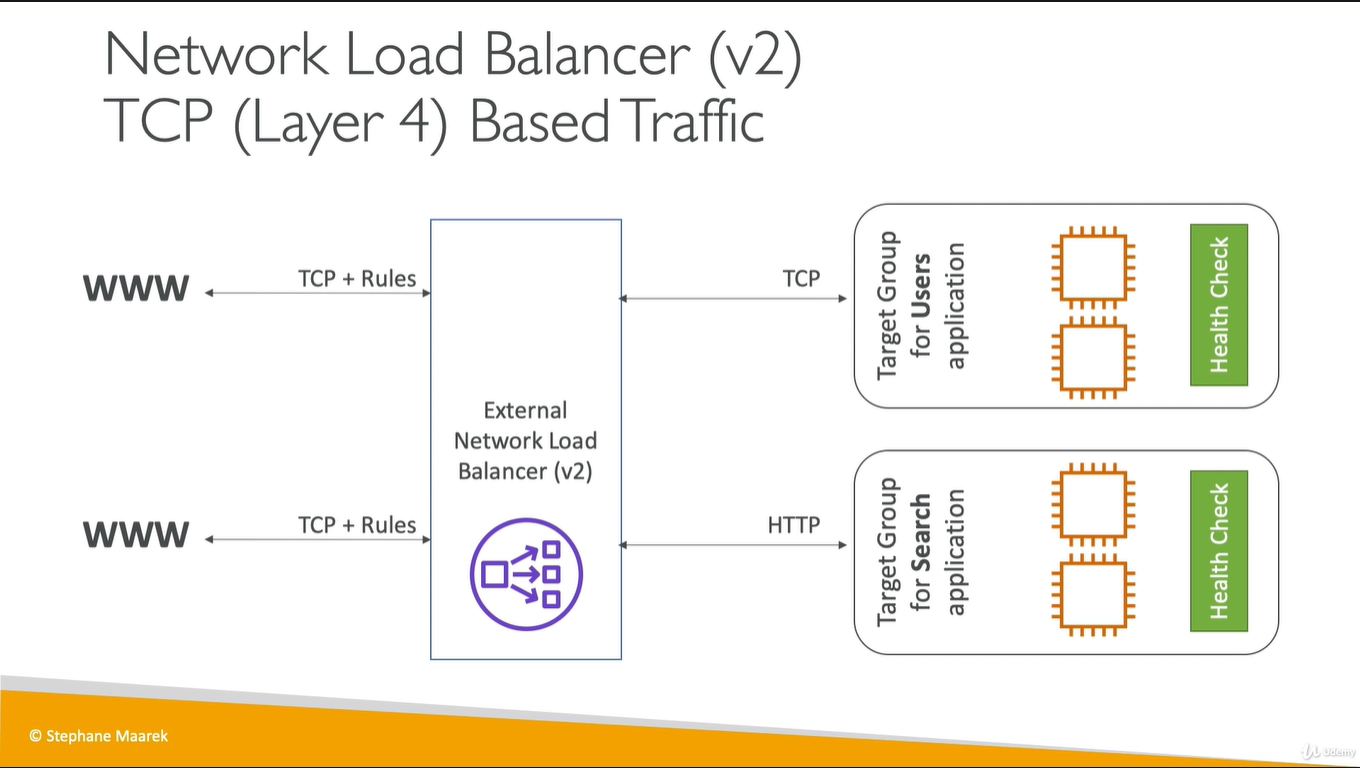 Network Load Balancer (v2)
TCP (Layer 4) Based Traffic
WWW
TCP + Rules
External
Network Load
Balancer (v2)
TCP
Target Group
for Users
application
Health Check
WWW
TCP + Rules
HTTP
Target Group
for Search
application
Health Check
© Stephane Maarek
Udemy